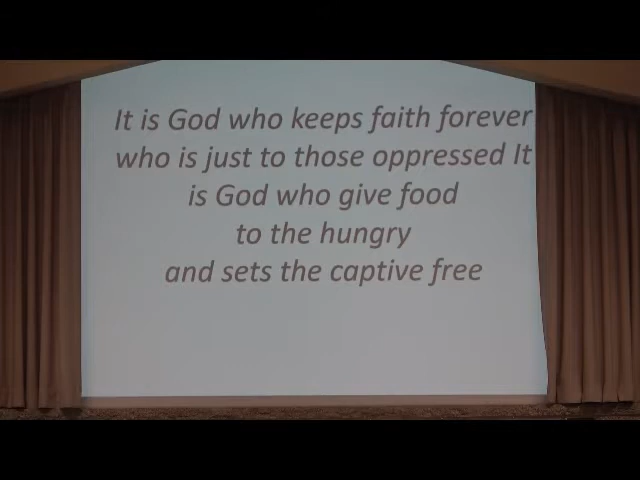 It is God who keeps faith forever
who is just to those oppressed It
is God who give food
to the hungry
and sets the captive free